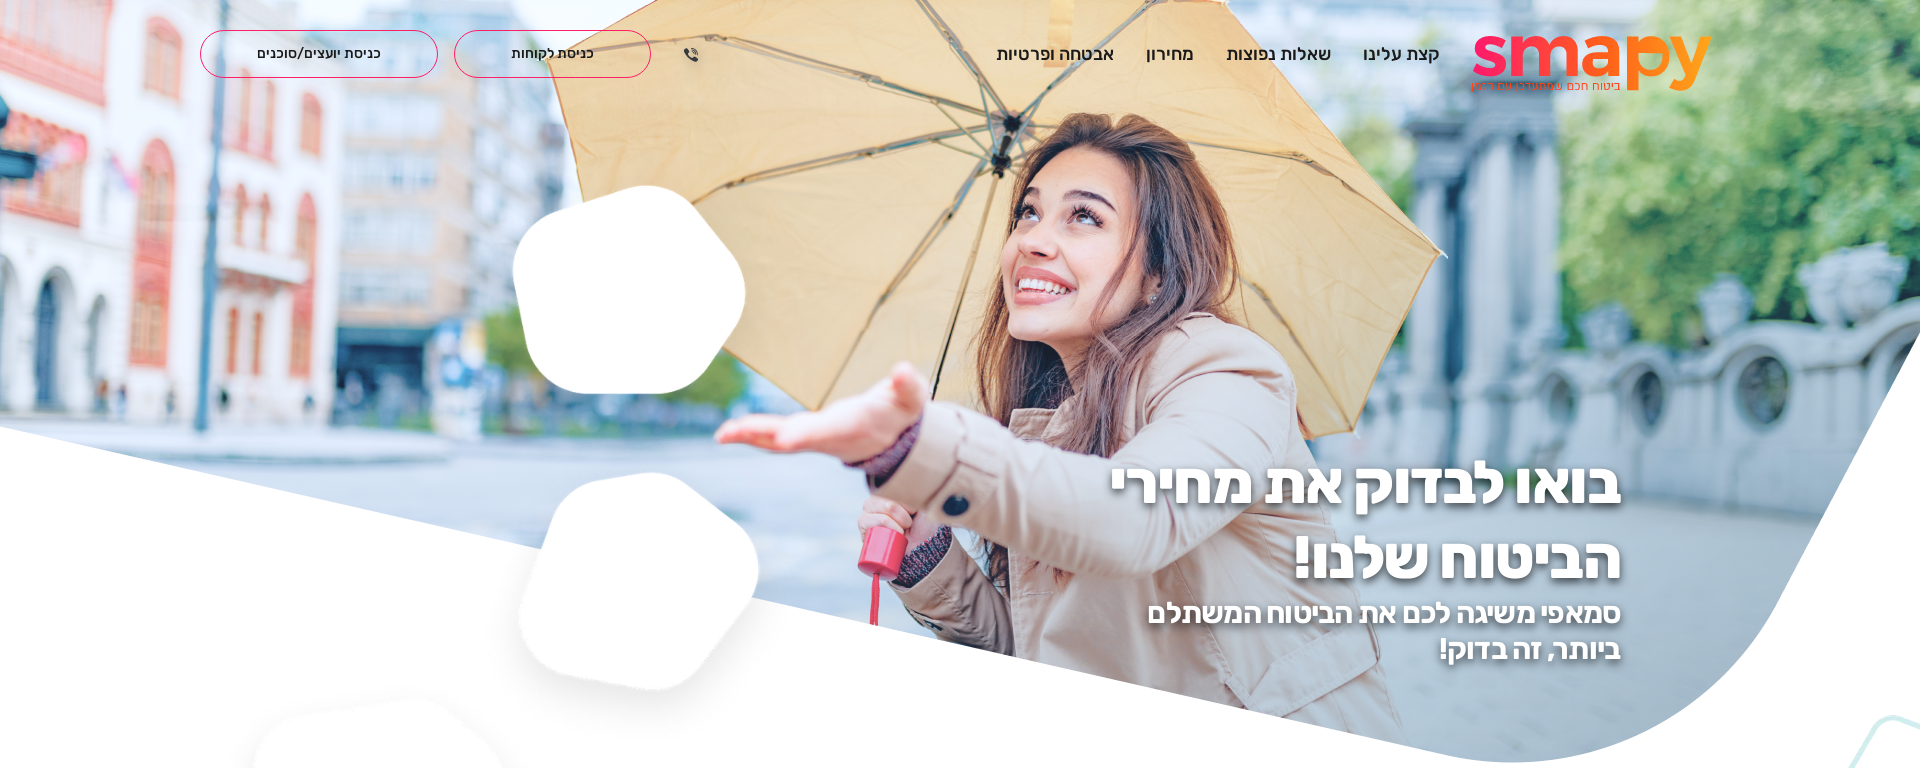 smapy
ביטוח חכם
קצת עלינו
שאלות נפוצות
מחירון
אבטחה ופרטיות
כניסת לקוחות
כניסת יועצים/סוכנים
בואו לבדוק את מחירי
הביטוח שלנו!
סמאפי משיגה לכם את הביטוח המשתלם
ביותר, זה בדוק!